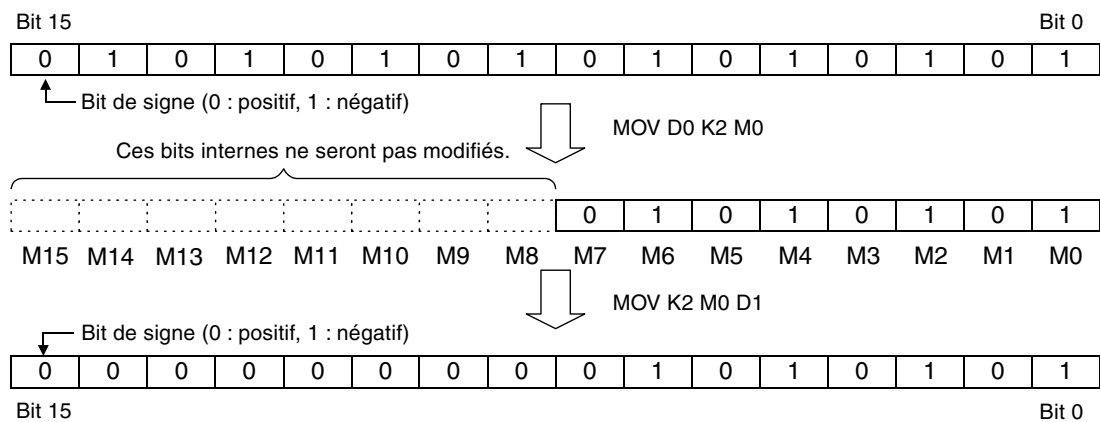 Bit 15 Bit 0
0 1 0 1 0 1 0 1 0 1 0 1 0 1 0 1
Bit de signe (0 : positif, 1 : négatif)
MOV D0 K2 M0
Ces bits internes ne seront pas modifiés.
0 1 0 1 0 1 0 1
M15 M14 M13 M12 M11 M10 M9 M8 M7 M6 M5 M4 M3 M2 M1 M0
MOV K2 M0 D1
Bit de signe (0 : positif, 1 : négatif)
0 0 0 0 0 0 0 0 0 1 0 1 0 1 0 1
Bit 15 Bit 0